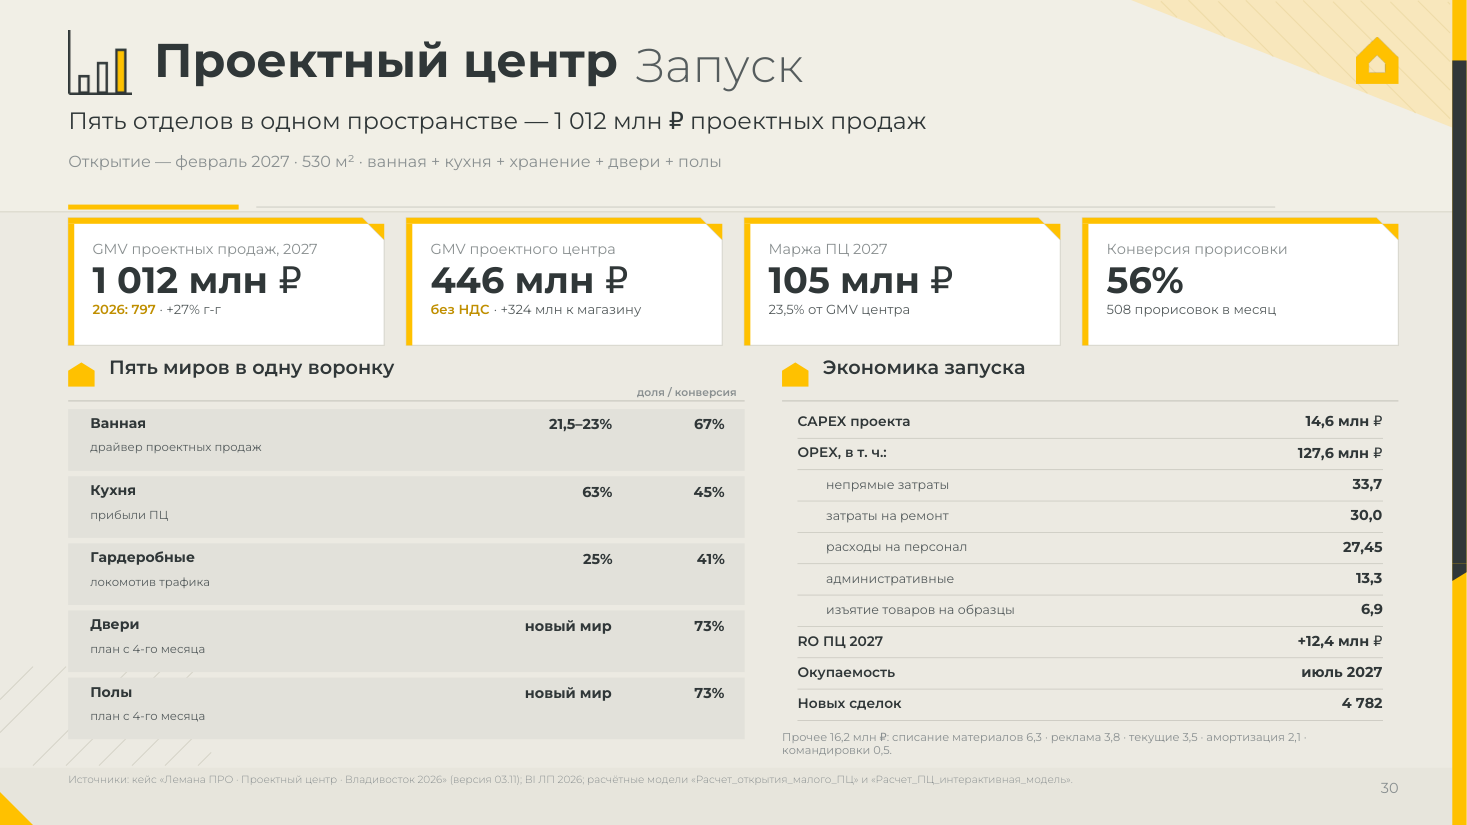 Проектный центр Запуск
Пять отделов в одном пространстве — 1 012 млн ₽ проектных продаж
Открытие — февраль 2027 · 530 м² · ванная + кухня + хранение + двери + полы
GMV проектных продаж, 2027
1 012 млн ₽
2026: 797 · +27% г-г
GMV проектного центра
446 млн ₽
без НДС · +324 млн к магазину
Маржа ПЦ 2027
105 млн ₽
23,5% от GMV центра
Конверсия прорисовки
56%
508 прорисовок в месяц
Пять миров в одну воронку
доля / конверсия
Ванная 21,5–23% 67%
драйвер проектных продаж
Кухня 63% 45%
прибыли ПЦ
Гардеробные 25% 41%
локомотив трафика
Двери новый мир 73%
план с 4-го месяца
Полы новый мир 73%
план с 4-го месяца
Экономика запуска
CAPEX проекта 14,6 млн ₽
OPEX, в т. ч.: 127,6 млн ₽
непрямые затраты 33,7
затраты на ремонт 30,0
расходы на персонал 27,45
административные 13,3
изъятие товаров на образцы 6,9
RO ПЦ 2027 +12,4 млн ₽
Окупаемость июль 2027
Новых сделок 4 782
Прочее 16,2 млн ₽: списание материалов 6,3 · реклама 3,8 · текущие 3,5 · амортизация 2,1 ·
командировки 0,5.
Источники: кейс «Лемана ПРО · Проектный центр · Владивосток 2026» (версия 03.11); BI ЛП 2026; расчётные модели «Расчет_открытия_малого_ПЦ» и «Расчет_ПЦ_интерактивная_модель».
30